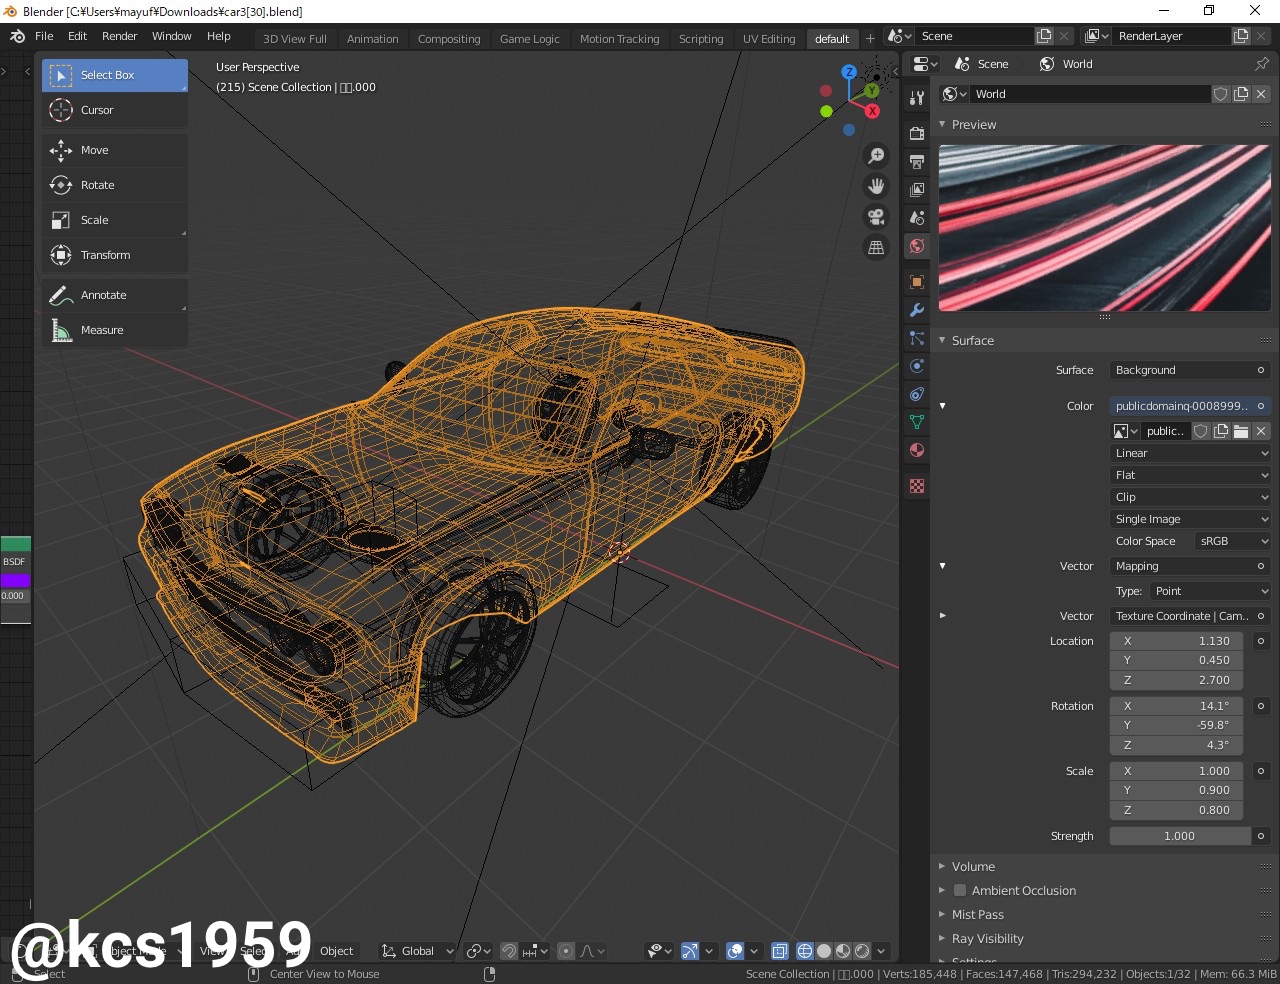 Blender [C:¥Users¥mayuf¥Downloads¥car3[30].blend]
File Edit Render Window Help
3D View Full Animation Compositing Game Logic Motion Tracking Scripting UV Editing default + Scene RenderLayer
Select Box
Cursor
Move
Rotate
Scale
Transform
Annotate
Measure
User Perspective
(215) Scene Collection | .000
Z
Y
X
BSDF
0.000
Scene World
World
Preview
Surface
Surface Background
Color publicdomainq-0008999..
public..
Linear
Flat
Clip
Single Image
Color Space sRGB
Vector Mapping
Type: Point
Vector Texture Coordinate | Cam..
Location X 1.130
Y 0.450
Z 2.700
Rotation X 14.1°
Y -59.8°
Z 4.3°
Scale X 1.000
Y 0.900
Z 0.800
Strength 1.000
Volume
Ambient Occlusion
Mist Pass
Ray Visibility
Settings
@kcs1959
Object Global
Select Center View to Mouse
Scene Collection | .000 | Verts:185,448 | Faces:147,468 | Tris:294,232 | Objects:1/32 | Mem: 66.3 MiB